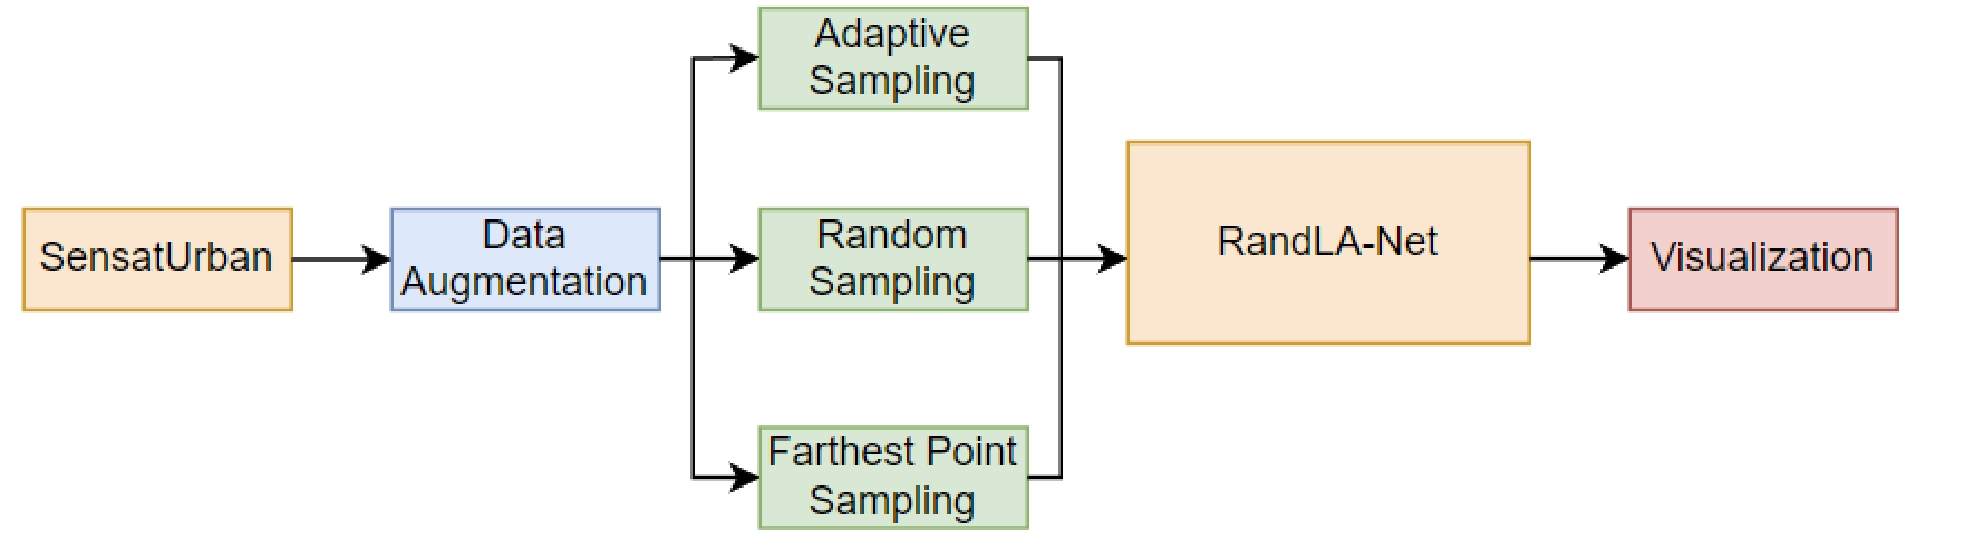 SensatUrban
Data
Augmentation
Adaptive
Sampling
Random
Sampling
Farthest Point
Sampling
RandLA-Net
Visualization